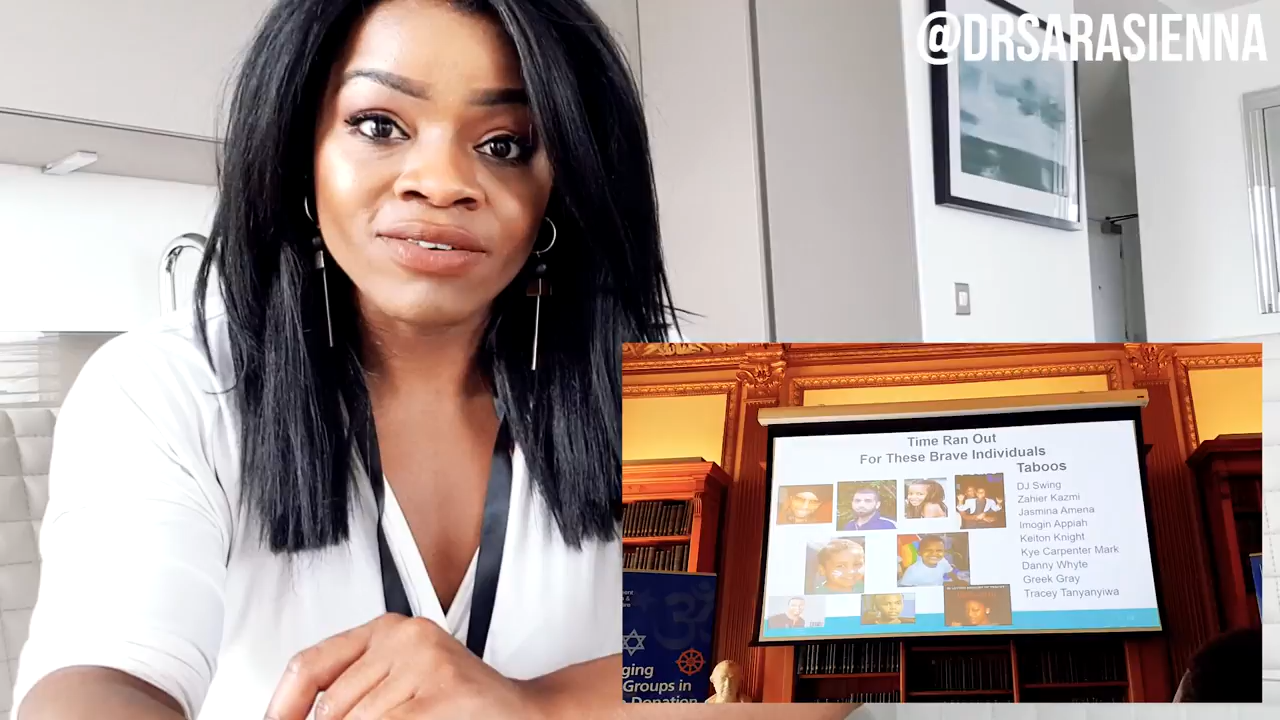 @DRSARASIENNA
Time Ran Out
For These Brave Individuals
Taboos
DJ Swing
Zahier Kazmi
Jasmina Amena
Imogin Appiah
Keiton Knight
Kye Carpenter Mark
Danny Whyte
Greek Gray
Tracey Tanyanyiwa
ging
Groups in
Donation